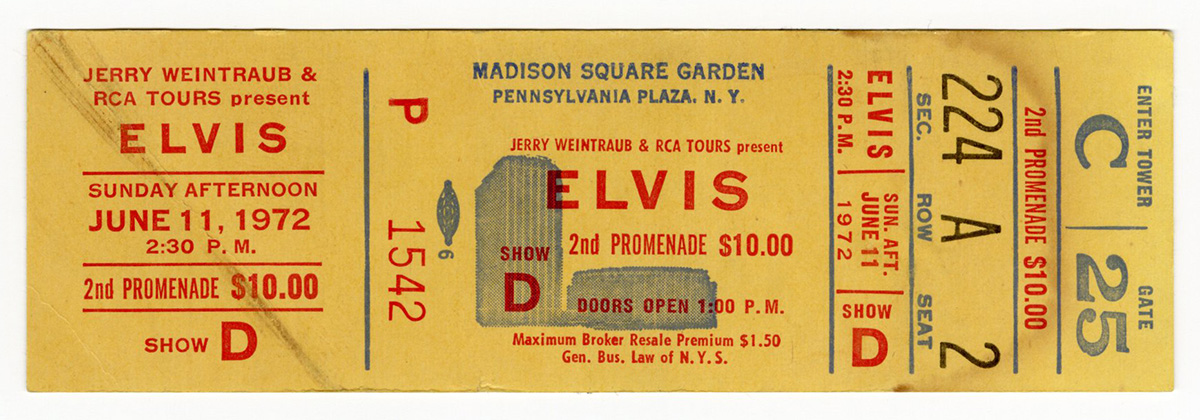 JERRY WEINTRAUB &
RCA TOURS present
ELVIS
SUNDAY AFTERNOON
JUNE 11, 1972
2:30 P. M.
2nd PROMENADE $10.00
SHOW D
P 1542
6
MADISON SQUARE GARDEN
PENNSYLVANIA PLAZA, N. Y.
JERRY WEINTRAUB & RCA TOURS present
ELVIS
SHOW D
2nd PROMENADE $10.00
DOORS OPEN 1:00 P. M.
Maximum Broker Resale Premium $1.50
Gen. Bus. Law of N.Y.S.
ELVIS
2:30 P.M.
SUN. AFT.
JUNE 11
1972
SHOW
D
224 A 2
SEC. ROW SEAT
2nd PROMENADE $10.00
ENTER TOWER
C
GATE
25